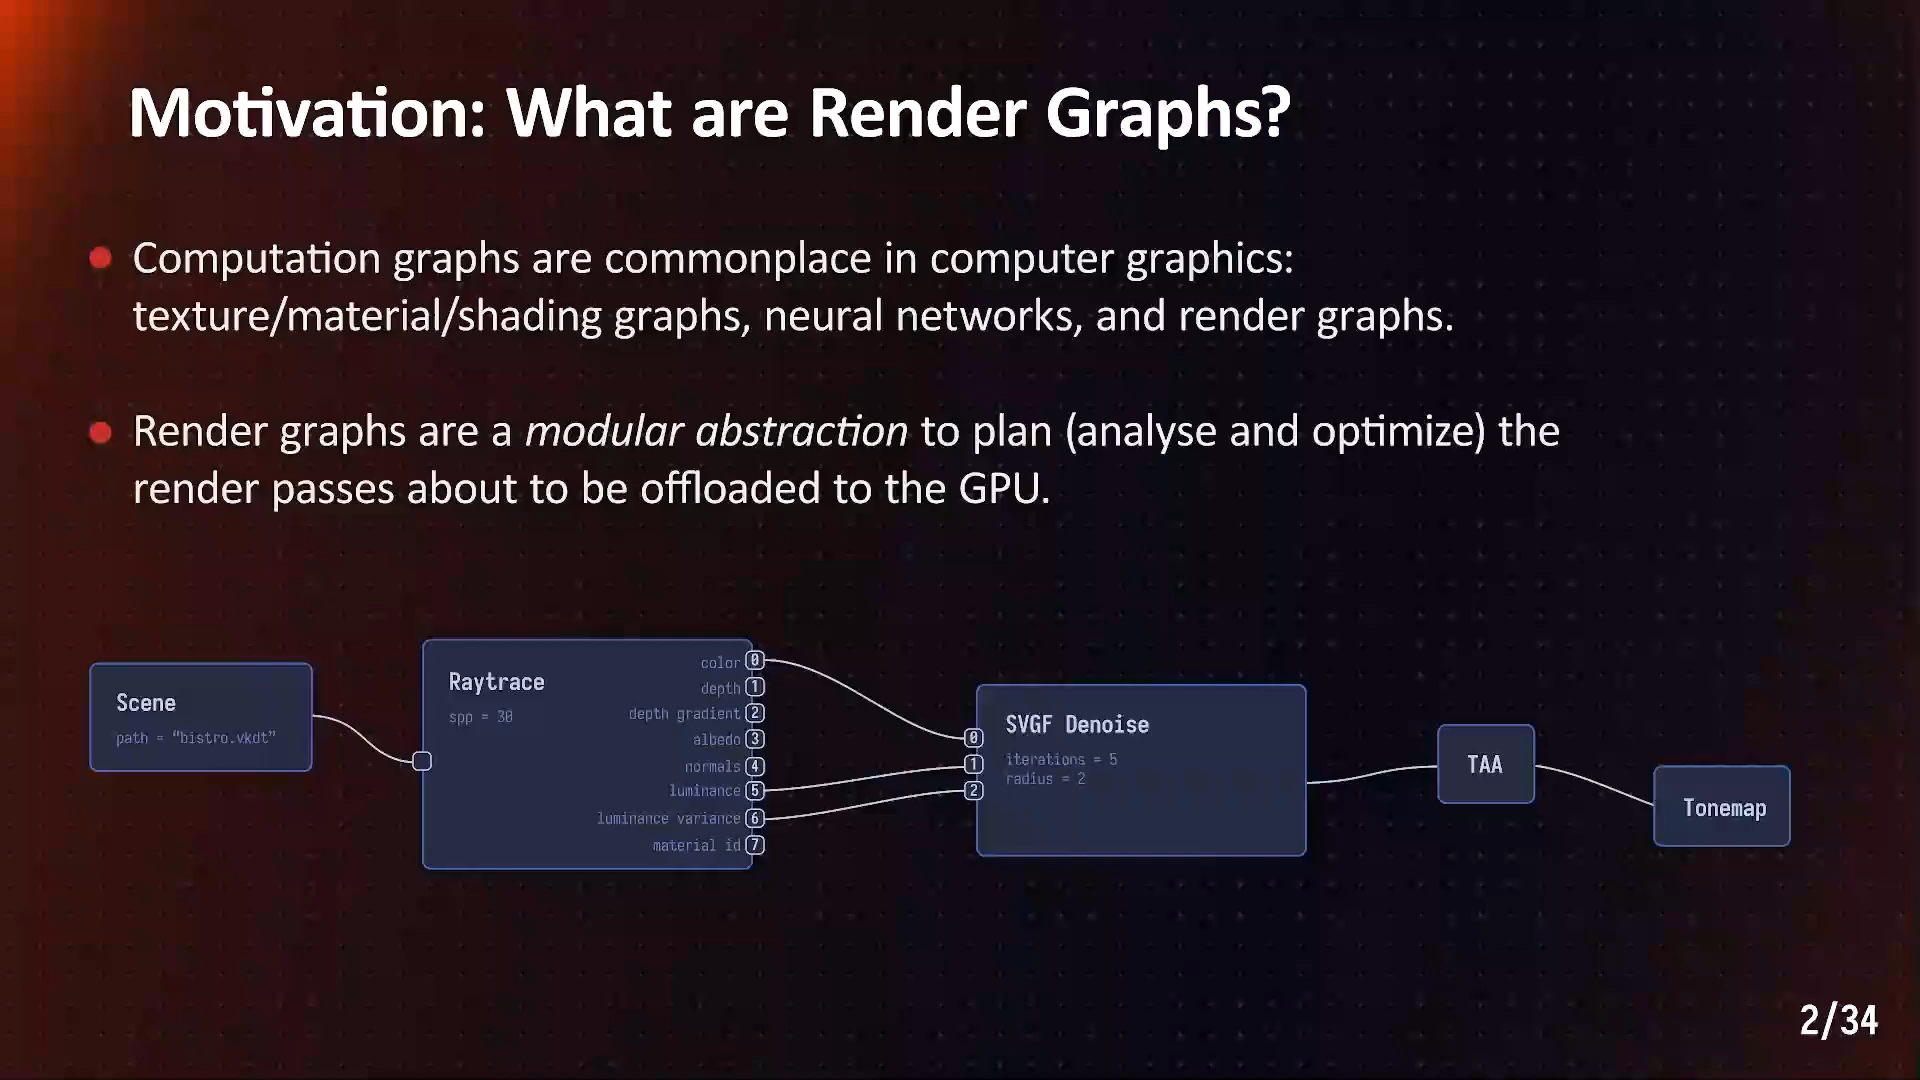 Motivation: What are Render Graphs?
Computation graphs are commonplace in computer graphics:
texture/material/shading graphs, neural networks, and render graphs.
Render graphs are a modular abstraction to plan (analyse and optimize) the
render passes about to be offloaded to the GPU.
Scene
path = “bistro.vkdt”
Raytrace
spp = 30
color 0
depth 1
depth gradient 2
albedo 3
normals 4
luminance 5
luminance variance 6
material id 7
0
1
2
SVGF Denoise
iterations = 5
radius = 2
TAA
Tonemap
2/34